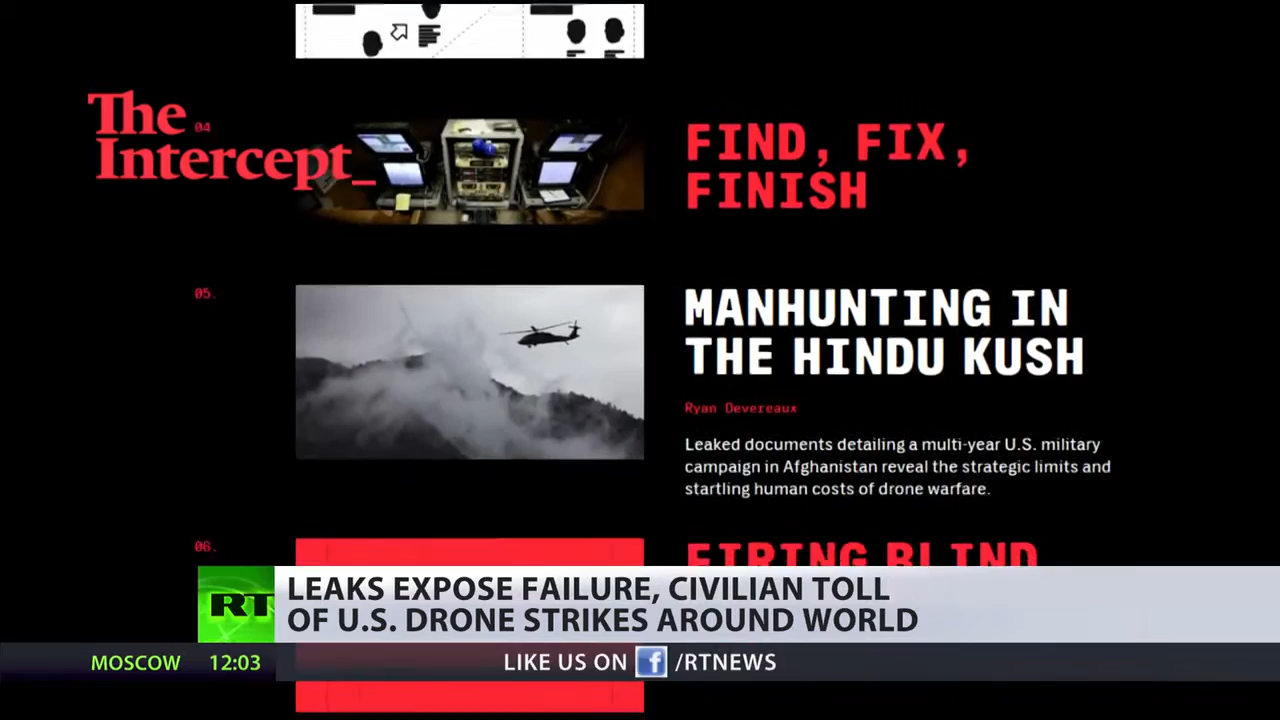 The
Intercept_
04
FIND, FIX,
FINISH
05.
MANHUNTING IN
THE HINDU KUSH
Ryan Devereaux
Leaked documents detailing a multi-year U.S. military
campaign in Afghanistan reveal the strategic limits and
startling human costs of drone warfare.
06.
FIRING BLIND
RT
LEAKS EXPOSE FAILURE, CIVILIAN TOLL
OF U.S. DRONE STRIKES AROUND WORLD
MOSCOW 12:03
LIKE US ON f /RTNEWS